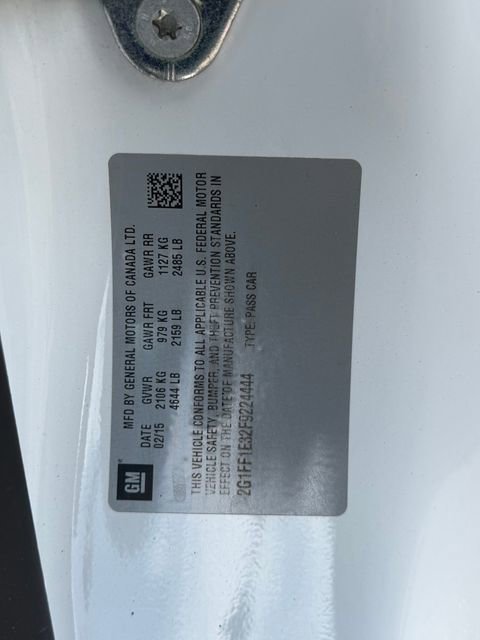 GM
MFD BY GENERAL MOTORS OF CANADA LTD.
DATE GVWR GAWR FRT GAWR RR
02/15 2106 KG 979 KG 1127 KG
4644 LB 2159 LB 2485 LB
THIS VEHICLE CONFORMS TO ALL APPLICABLE U.S. FEDERAL MOTOR
VEHICLE SAFETY, BUMPER, AND THEFT PREVENTION STANDARDS IN
EFFECT ON THE DATE OF MANUFACTURE SHOWN ABOVE.
2G1FF1E32F9224444 TYPE: PASS CAR